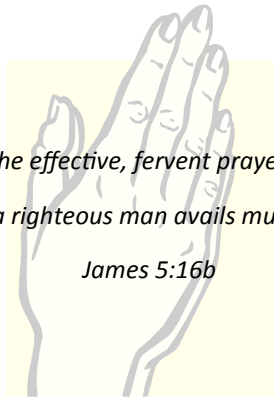 he effective, fervent praye
a righteous man avails mu
James 5:16b